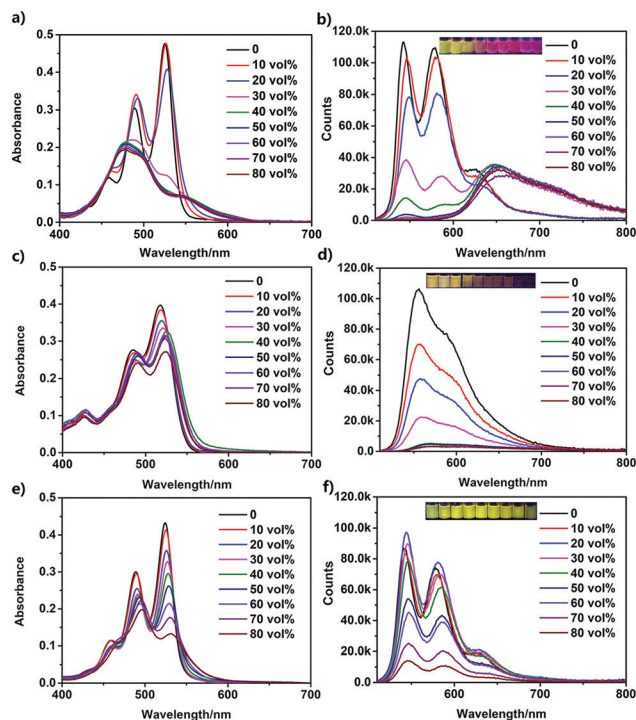 a)
0.5
0.4
0.3
0.2
0.1
0.0
Absorbance
400 500 600 700
Wavelength/nm
0
10 vol%
20 vol%
30 vol%
40 vol%
50 vol%
60 vol%
70 vol%
80 vol%
b)
120.0k
100.0k
80.0k
60.0k
40.0k
20.0k
0.0
Counts
600 700 800
Wavelength/nm
0
10 vol%
20 vol%
30 vol%
40 vol%
50 vol%
60 vol%
70 vol%
80 vol%
c)
0.5
0.4
0.3
0.2
0.1
0.0
Absorbance
400 500 600 700
Wavelength/nm
0
10 vol%
20 vol%
30 vol%
40 vol%
50 vol%
60 vol%
70 vol%
80 vol%
d)
120.0k
100.0k
80.0k
60.0k
40.0k
20.0k
0.0
Counts
600 700 800
Wavelength/nm
0
10 vol%
20 vol%
30 vol%
40 vol%
50 vol%
60 vol%
70 vol%
80 vol%
e)
0.5
0.4
0.3
0.2
0.1
0.0
Absorbance
400 500 600 700
Wavelength/nm
0
10 vol%
20 vol%
30 vol%
40 vol%
50 vol%
60 vol%
70 vol%
80 vol%
f)
120.0k
100.0k
80.0k
60.0k
40.0k
20.0k
0.0
Counts
600 700 800
Wavelength/nm
0
10 vol%
20 vol%
30 vol%
40 vol%
50 vol%
60 vol%
70 vol%
80 vol%